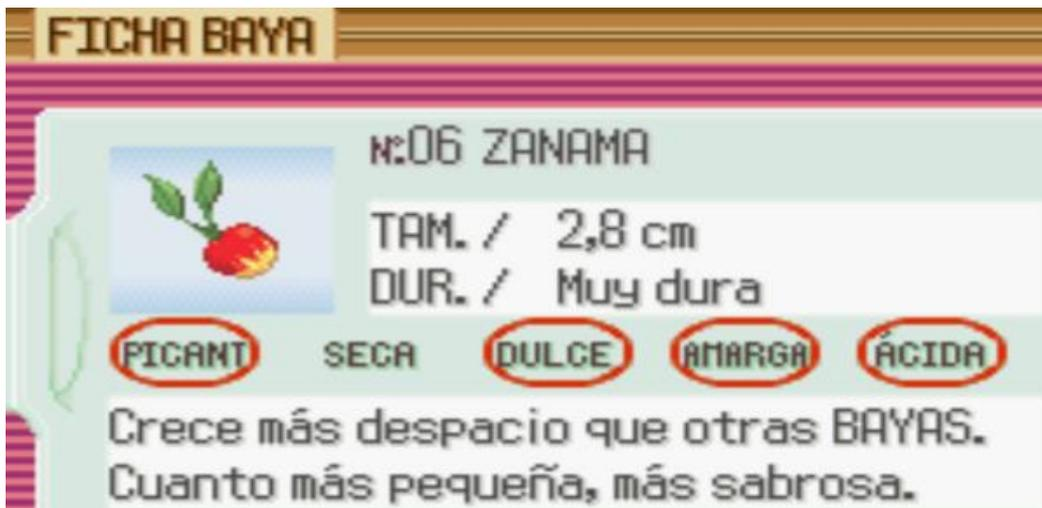 FICHA BAYA
Nº06 ZANAMA
TAM. / 2,8 cm
DUR. / Muy dura
PICANT SECA DULCE AMARGA ÁCIDA
Crece más despacio que otras BAYAS.
Cuanto más pequeña, más sabrosa.